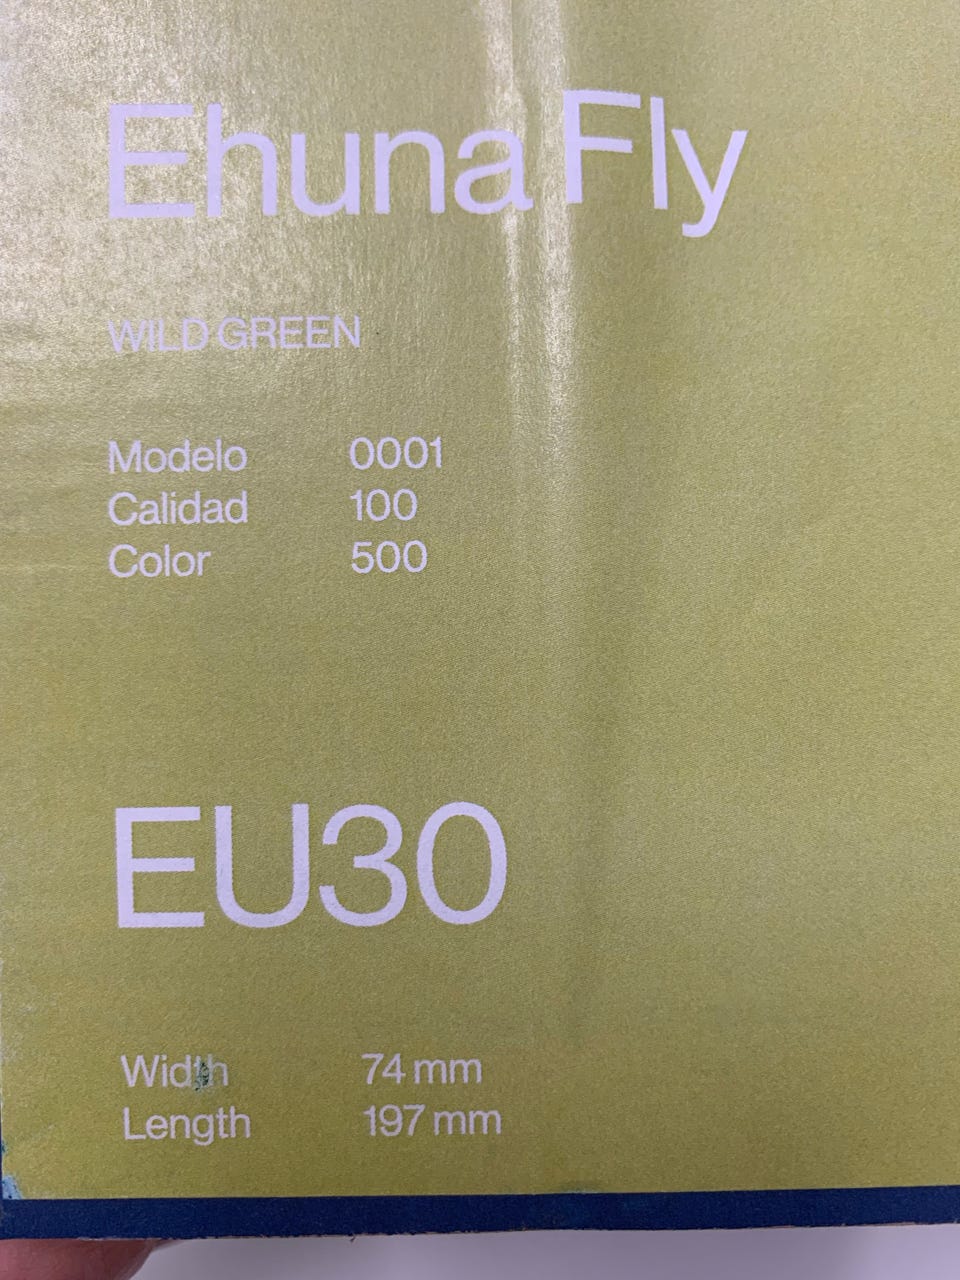 Ehuna Fly
WILD GREEN
Modelo 0001
Calidad 100
Color 500
EU30
Width 74 mm
Length 197 mm